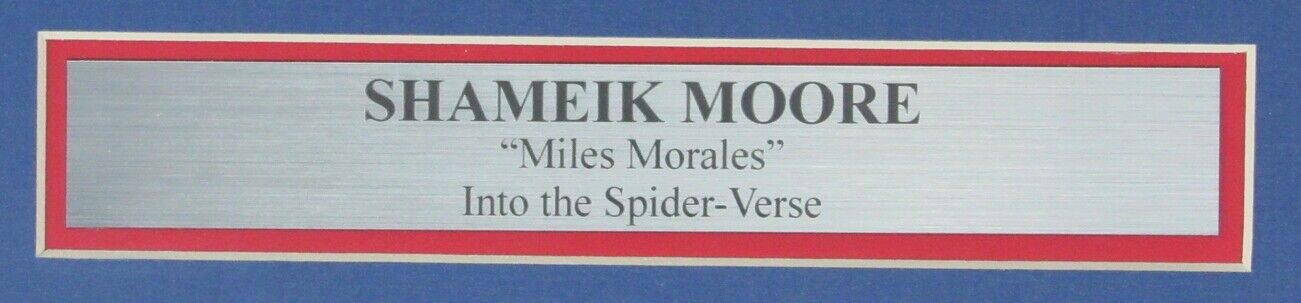 SHAMEIK MOORE
“Miles Morales”
Into the Spider-Verse